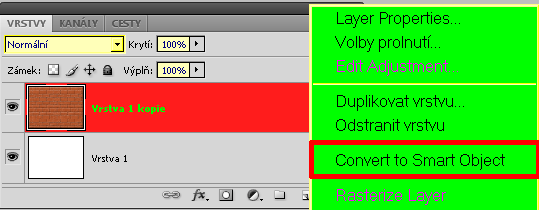 VRSTVY KANÁLY CESTY
Normální Krytí: 100%
Zámek: Výplň: 100%
Vrstva 1 kopie
Vrstva 1
fx
Layer Properties...
Volby prolnutí...
Edit Adjustment...
Duplikovat vrstvu...
Odstranit vrstvu
Convert to Smart Object
Rasterize Layer